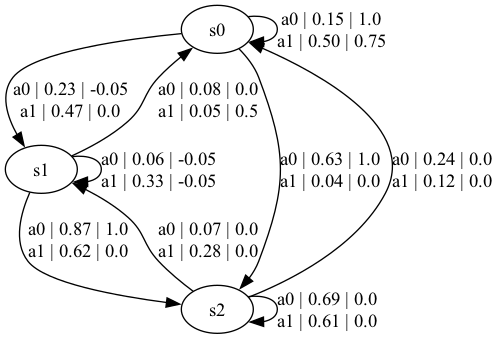 s0
a0 | 0.15 | 1.0
a1 | 0.50 | 0.75
a0 | 0.23 | -0.05
a1 | 0.47 | 0.0
a0 | 0.08 | 0.0
a1 | 0.05 | 0.5
s1
a0 | 0.06 | -0.05
a1 | 0.33 | -0.05
a0 | 0.63 | 1.0
a1 | 0.04 | 0.0
a0 | 0.24 | 0.0
a1 | 0.12 | 0.0
a0 | 0.87 | 1.0
a1 | 0.62 | 0.0
a0 | 0.07 | 0.0
a1 | 0.28 | 0.0
s2
a0 | 0.69 | 0.0
a1 | 0.61 | 0.0